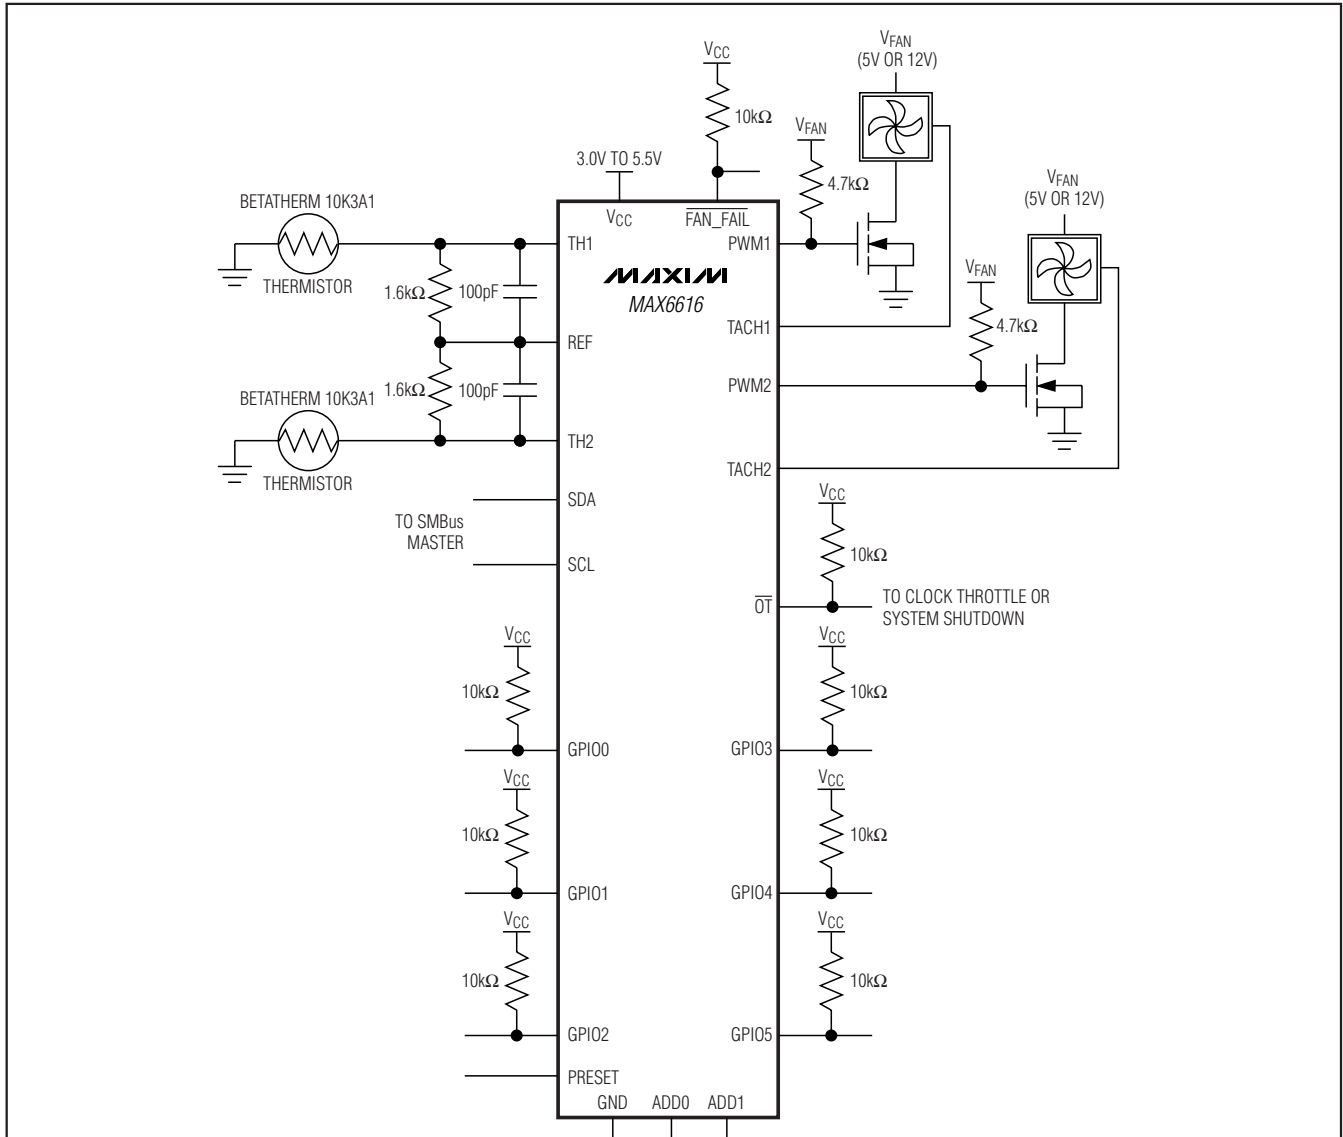 VFAN
(5V OR 12V)
VCC
10kΩ
VFAN
4.7kΩ
3.0V TO 5.5V
VFAN
(5V OR 12V)
BETATHERM 10K3A1
THERMISTOR
VCC
FAN_FAIL
TH1
PWM1
MAXIM
MAX6616
1.6kΩ
100pF
VFAN
4.7kΩ
TACH1
REF
1.6kΩ
100pF
PWM2
BETATHERM 10K3A1
THERMISTOR
TH2
TACH2
SDA
TO SMBus
MASTER
SCL
VCC
10kΩ
OT
TO CLOCK THROTTLE OR
SYSTEM SHUTDOWN
VCC
10kΩ
GPIO0
VCC
10kΩ
GPIO3
VCC
10kΩ
GPIO1
VCC
10kΩ
GPIO4
VCC
10kΩ
GPIO2
VCC
10kΩ
GPIO5
PRESET
GND
ADD0
ADD1